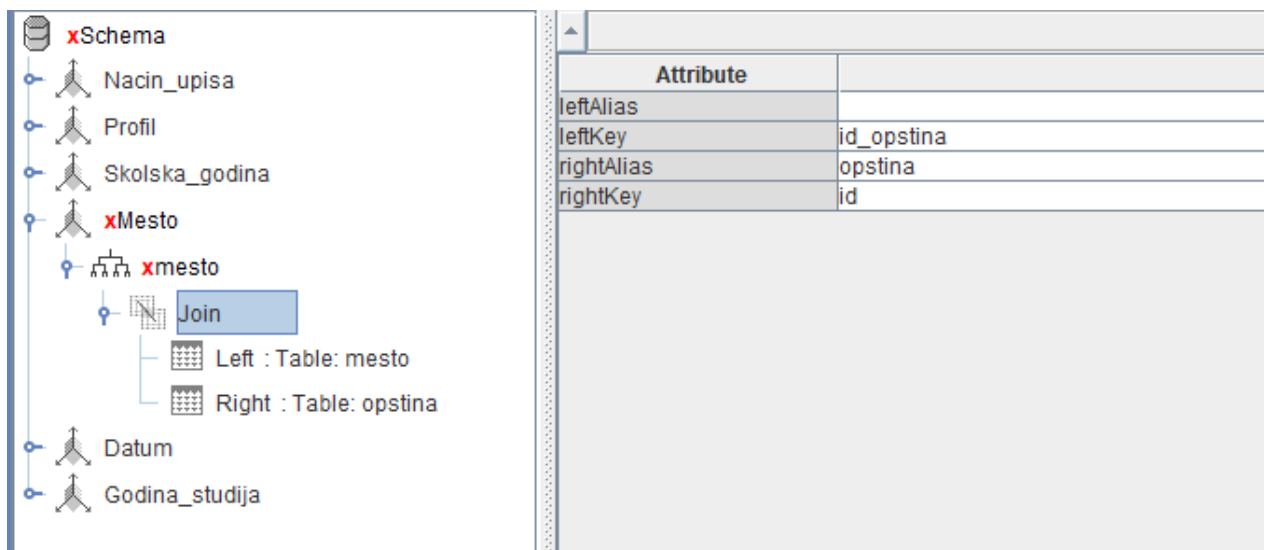 xSchema
Nacin_upisa
Profil
Skolska_godina
xMesto
xmesto
Join
Left : Table: mesto
Right : Table: opstina
Datum
Godina_studija
Attribute
leftAlias
leftKey id_opstina
rightAlias opstina
rightKey id